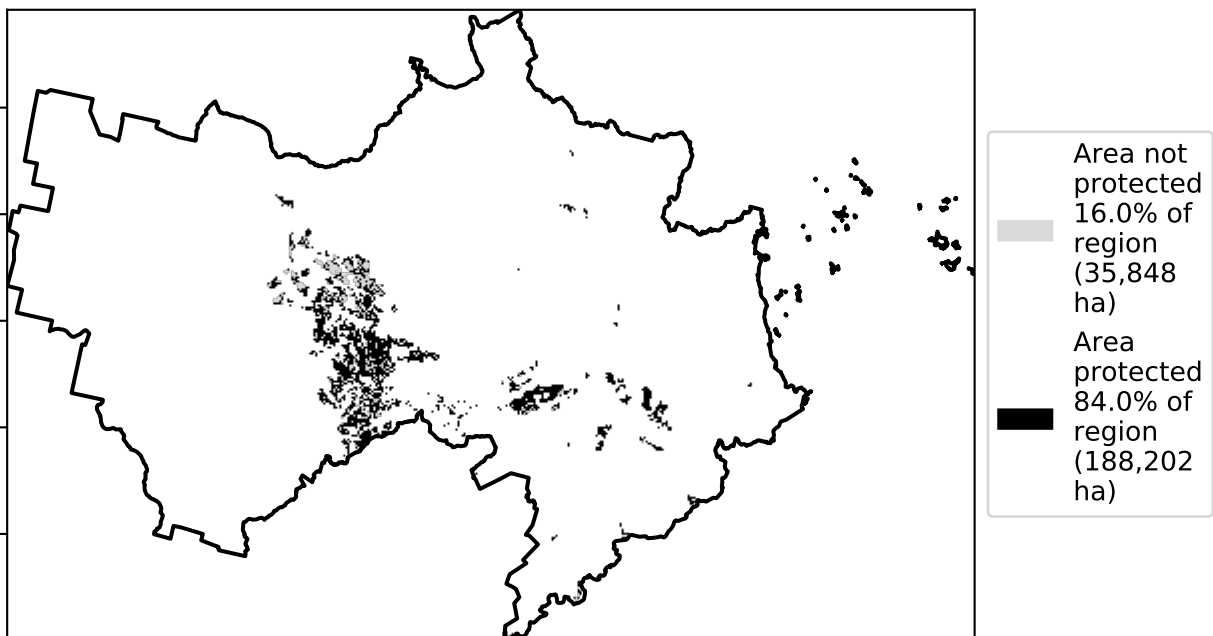 Area not
protected
16.0% of
region
(35,848
ha)
Area
protected
84.0% of
region
(188,202
ha)